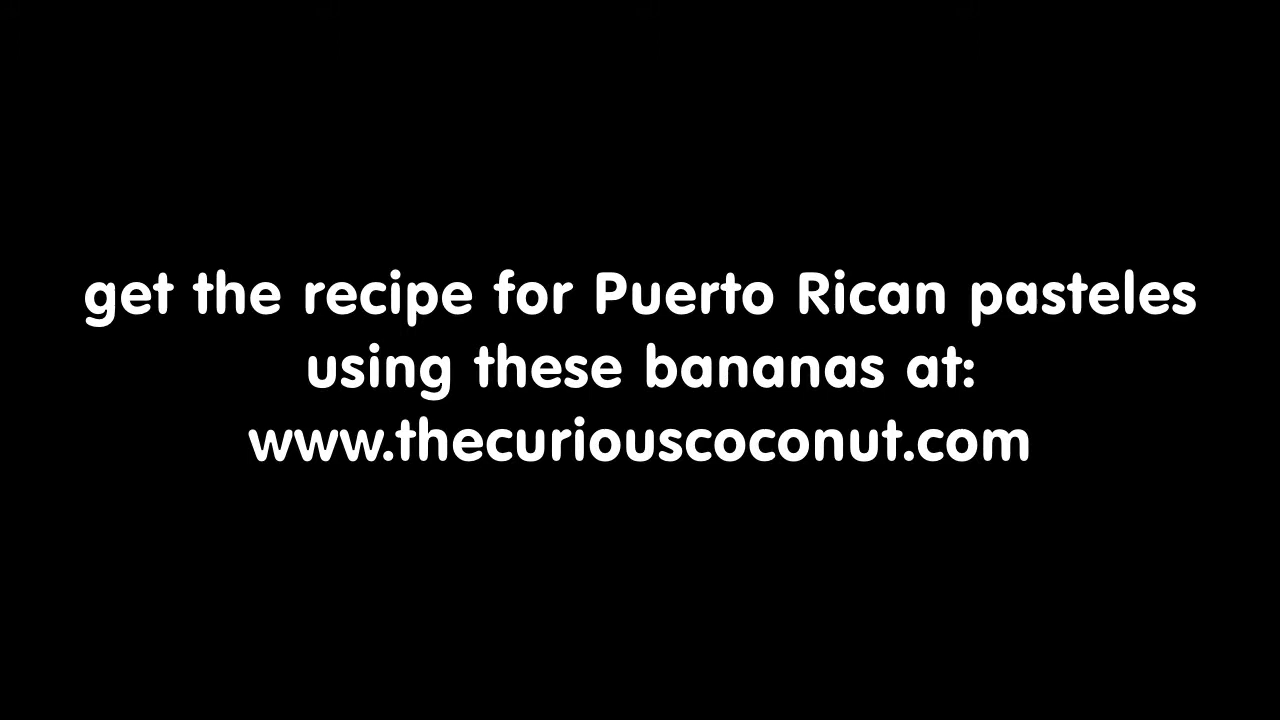 get the recipe for Puerto Rican pasteles
using these bananas at:
www.thecuriouscoconut.com